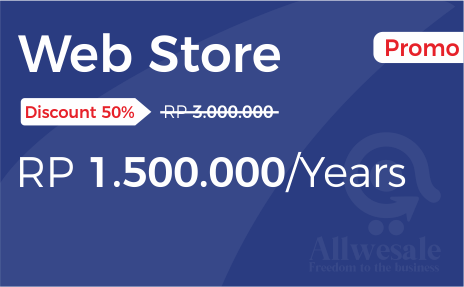 Web Store
Promo
Discount 50% RP 3.000.000
RP 1.500.000/Years
Allwesale
Freedom to the business